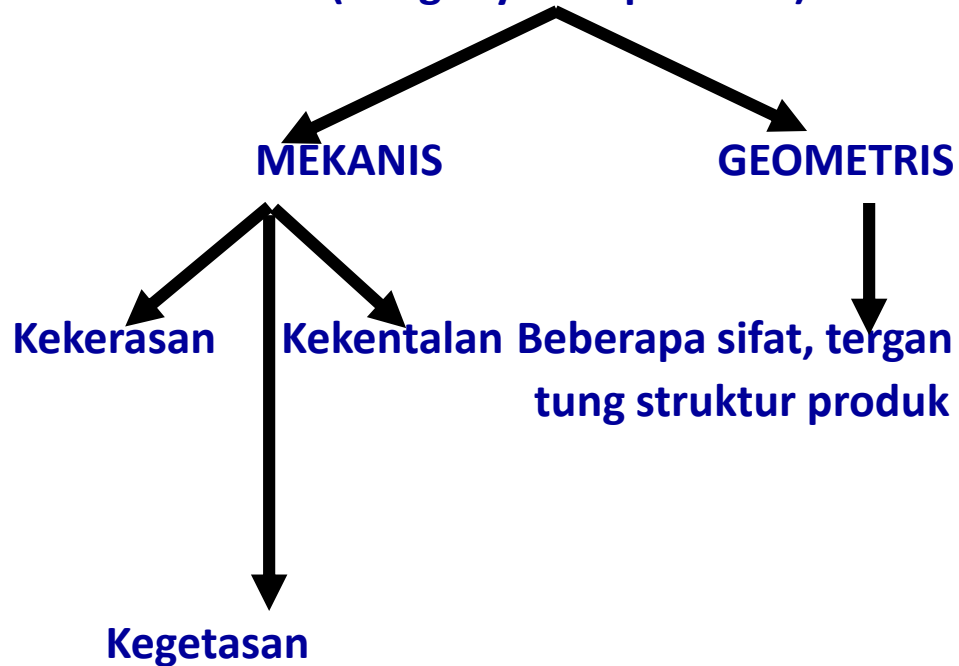 MEKANIS GEOMETRIS
Kekerasan Kekentalan Beberapa sifat, tergan
tung struktur produk
Kegetasan